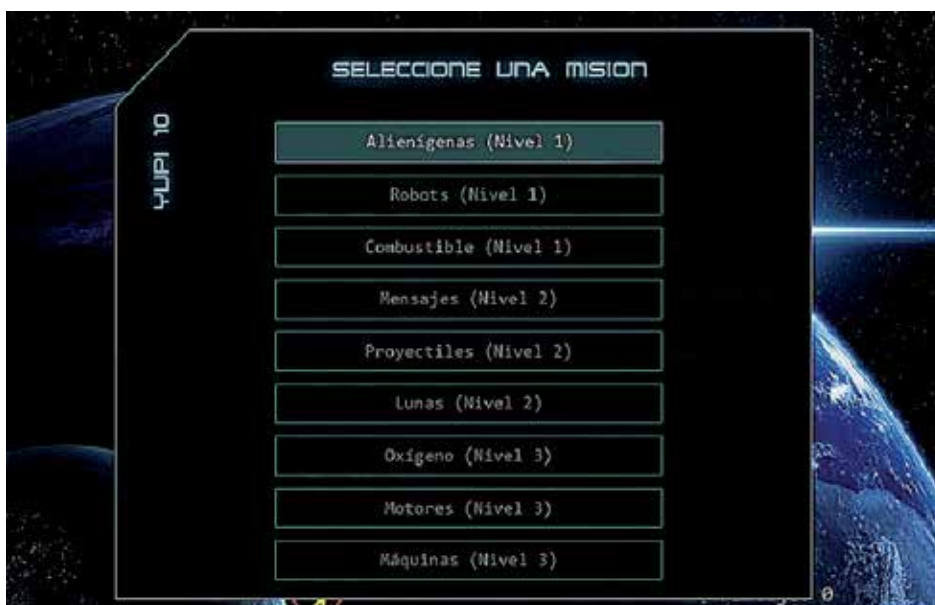 SELECCIONE UNA MISION
YUPI 10
Alienígenas (Nivel 1)
Robots (Nivel 1)
Combustible (Nivel 1)
Mensajes (Nivel 2)
Proyectiles (Nivel 2)
Lunas (Nivel 2)
Oxígeno (Nivel 3)
Motores (Nivel 3)
Máquinas (Nivel 3)
0